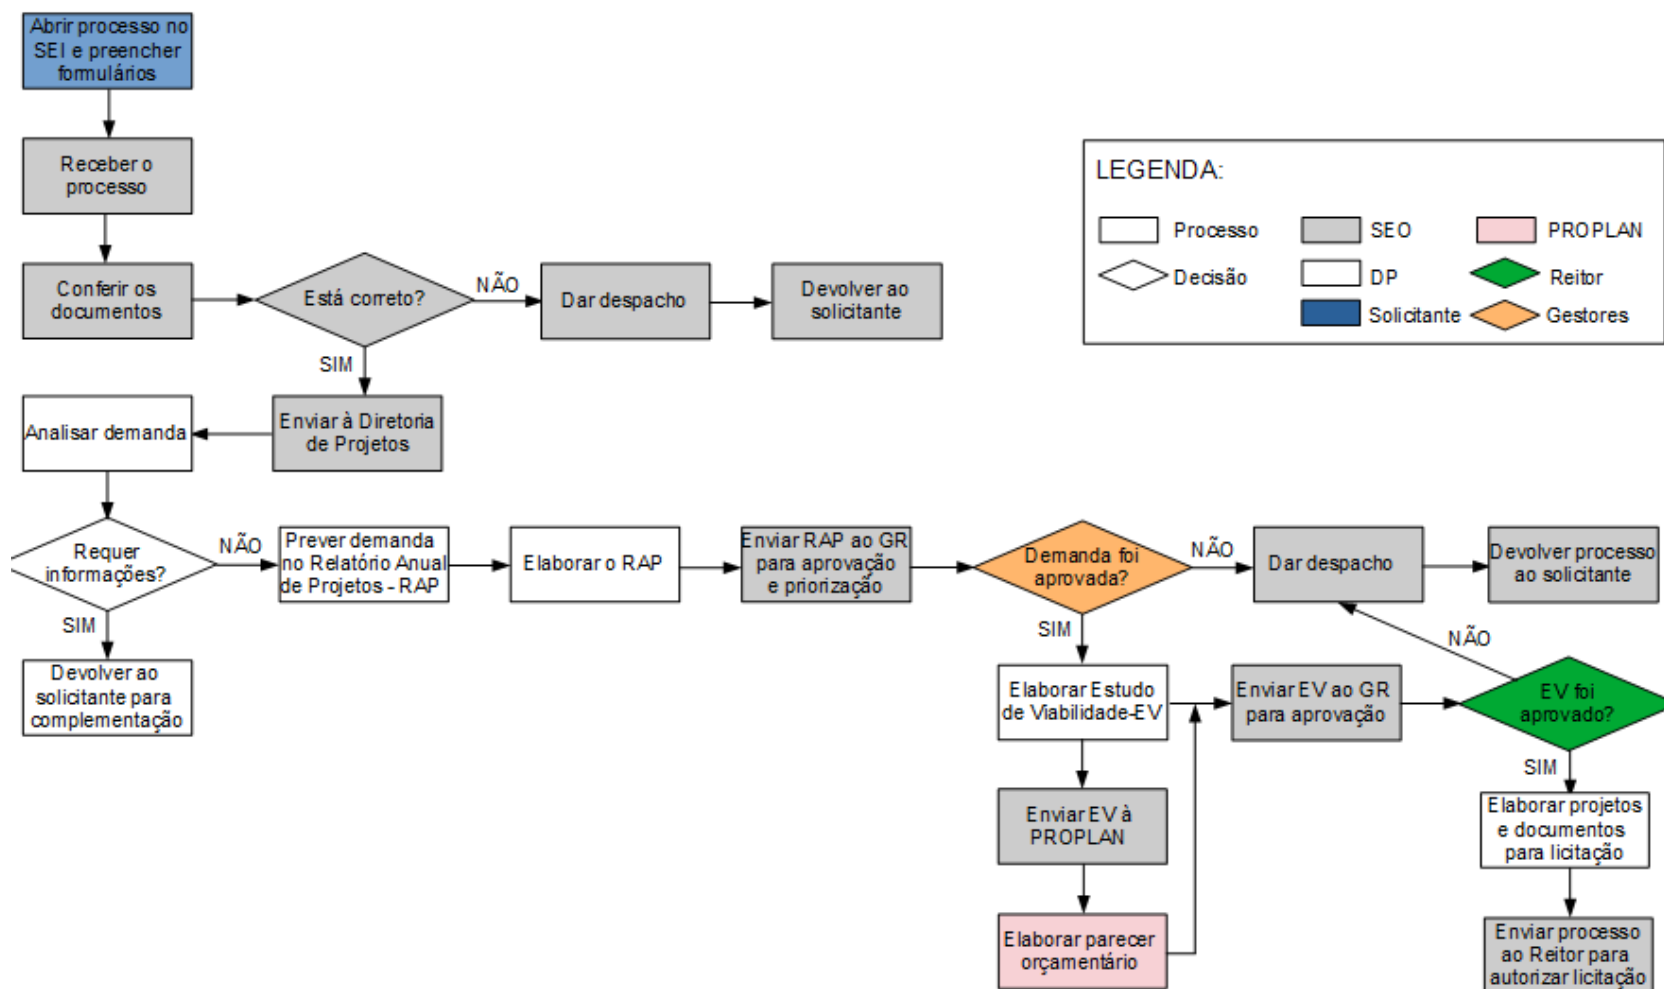 Abrir processo no
SEI e preencher
formulários
Receber o
processo
LEGENDA:
Processo
SEO
PROPLAN
Decisão
DP
Reitor
Solicitante
Gestores
Conferir os
documentos
Está correto?
NÃO
Dar despacho
Devolver ao
solicitante
SIM
Analisar demanda
Enviar à Diretoria
de Projetos
Requer
informações?
NÃO
Prever demanda
no Relatório Anual
de Projetos - RAP
Elaborar o RAP
Enviar RAP ao GR
para aprovação
e priorização
Demanda foi
aprovada?
NÃO
Dar despacho
Devolver processo
ao solicitante
SIM
Devolver ao
solicitante para
complementação
SIM
NÃO
Elaborar Estudo
de Viabilidade-EV
Enviar EV ao GR
para aprovação
EV foi
aprovado?
SIM
Enviar EV à
PROPLAN
Elaborar projetos
e documentos
para licitação
Elaborar parecer
orçamentário
Enviar processo
ao Reitor para
autorizar licitação